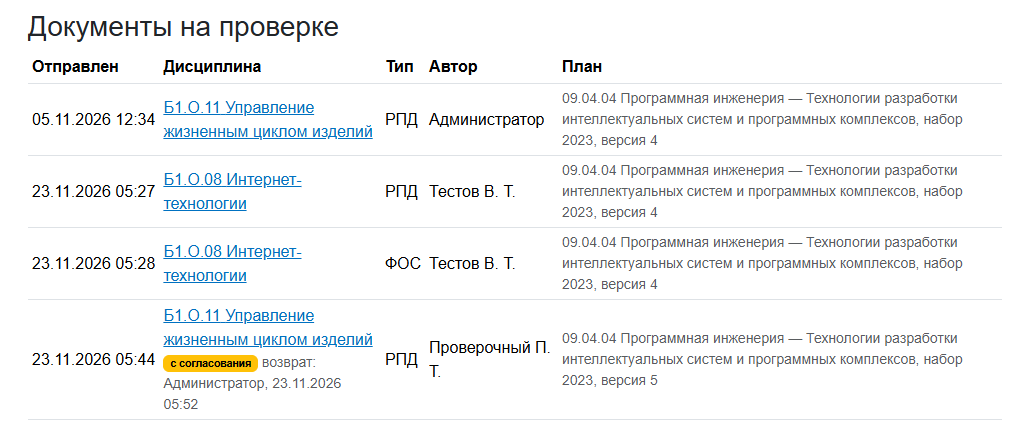 Документы на проверке
Отправлен Дисциплина Тип Автор План
05.11.2026 12:34 Б1.О.11 Управление жизненным циклом изделий РПД Администратор 09.04.04 Программная инженерия — Технологии разработки интеллектуальных систем и программных комплексов, набор 2023, версия 4
23.11.2026 05:27 Б1.О.08 Интернет-технологии РПД Тестов В. Т. 09.04.04 Программная инженерия — Технологии разработки интеллектуальных систем и программных комплексов, набор 2023, версия 4
23.11.2026 05:28 Б1.О.08 Интернет-технологии ФОС Тестов В. Т. 09.04.04 Программная инженерия — Технологии разработки интеллектуальных систем и программных комплексов, набор 2023, версия 4
23.11.2026 05:44 Б1.О.11 Управление жизненным циклом изделий с согласования возврат: Администратор, 23.11.2026 05:52 РПД Проверочный П. Т. 09.04.04 Программная инженерия — Технологии разработки интеллектуальных систем и программных комплексов, набор 2023, версия 5